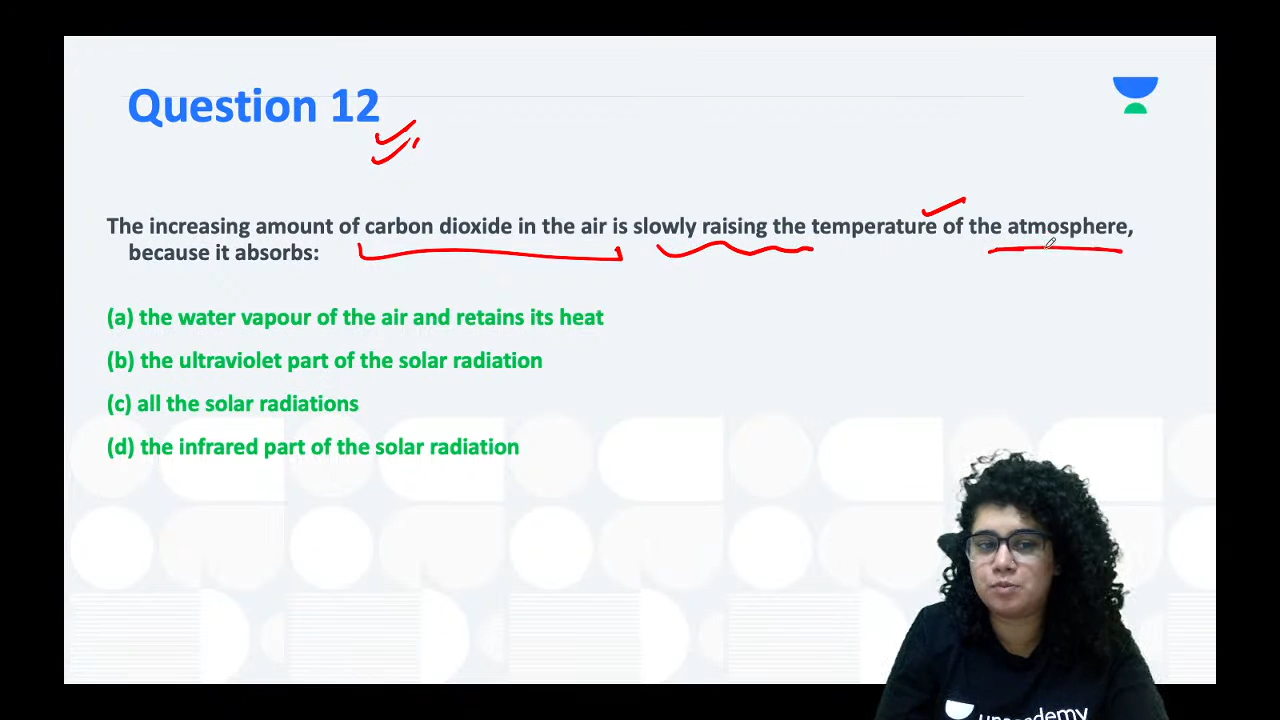 Question 12
The increasing amount of carbon dioxide in the air is slowly raising the temperature of the atmosphere,
because it absorbs:
(a) the water vapour of the air and retains its heat
(b) the ultraviolet part of the solar radiation
(c) all the solar radiations
(d) the infrared part of the solar radiation